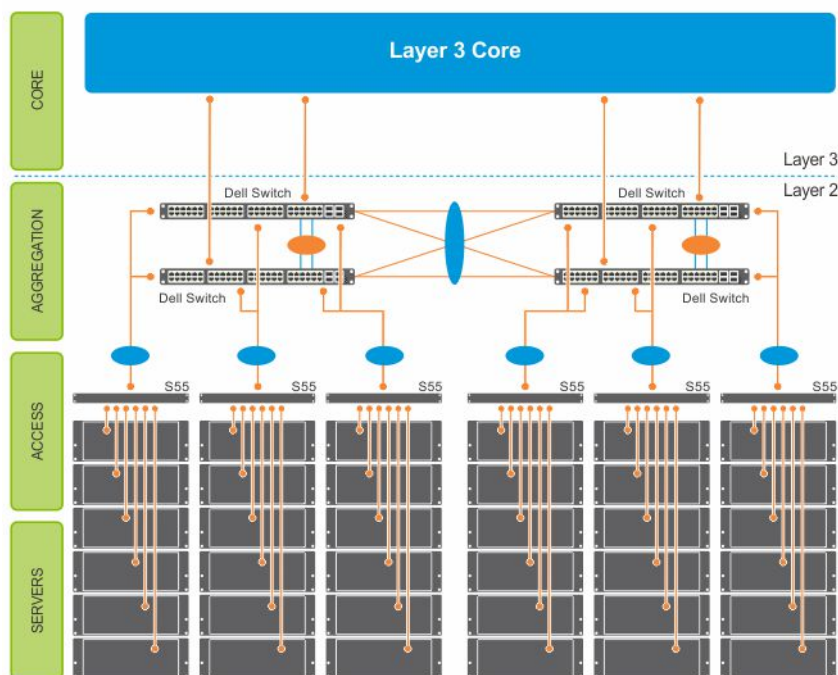 CORE
Layer 3 Core
Layer 3
Layer 2
AGGREGATION
Dell Switch
Dell Switch
Dell Switch
Dell Switch
ACCESS
S55
S55
S55
S55
S55
S55
SERVERS